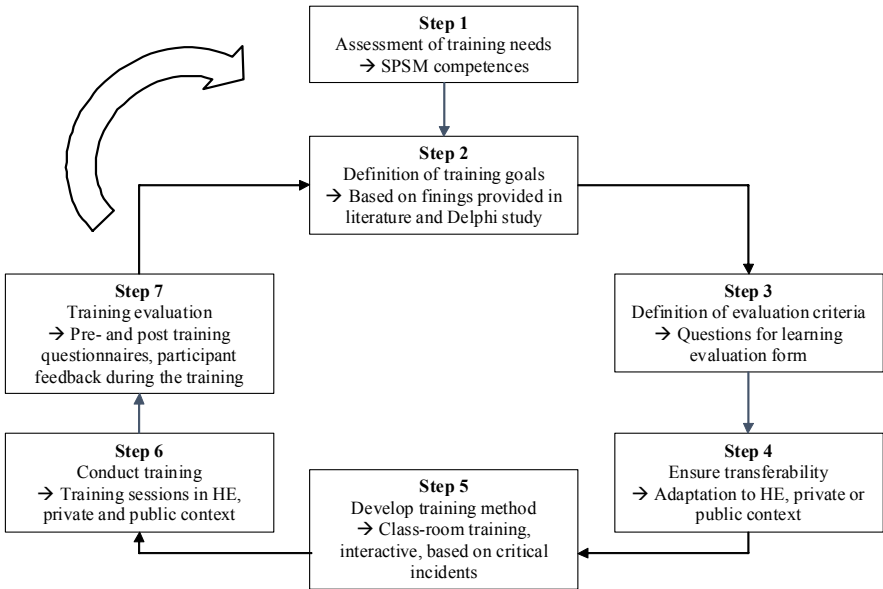 Step 1
Assessment of training needs
→ SPSM competences
Step 2
Definition of training goals
→ Based on finings provided in
literature and Delphi study
Step 3
Definition of evaluation criteria
→ Questions for learning
evaluation form
Step 4
Ensure transferability
→ Adaptation to HE, private or
public context
Step 5
Develop training method
→ Class-room training,
interactive, based on critical
incidents
Step 6
Conduct training
→ Training sessions in HE,
private and public context
Step 7
Training evaluation
→ Pre- and post training
questionnaires, participant
feedback during the training